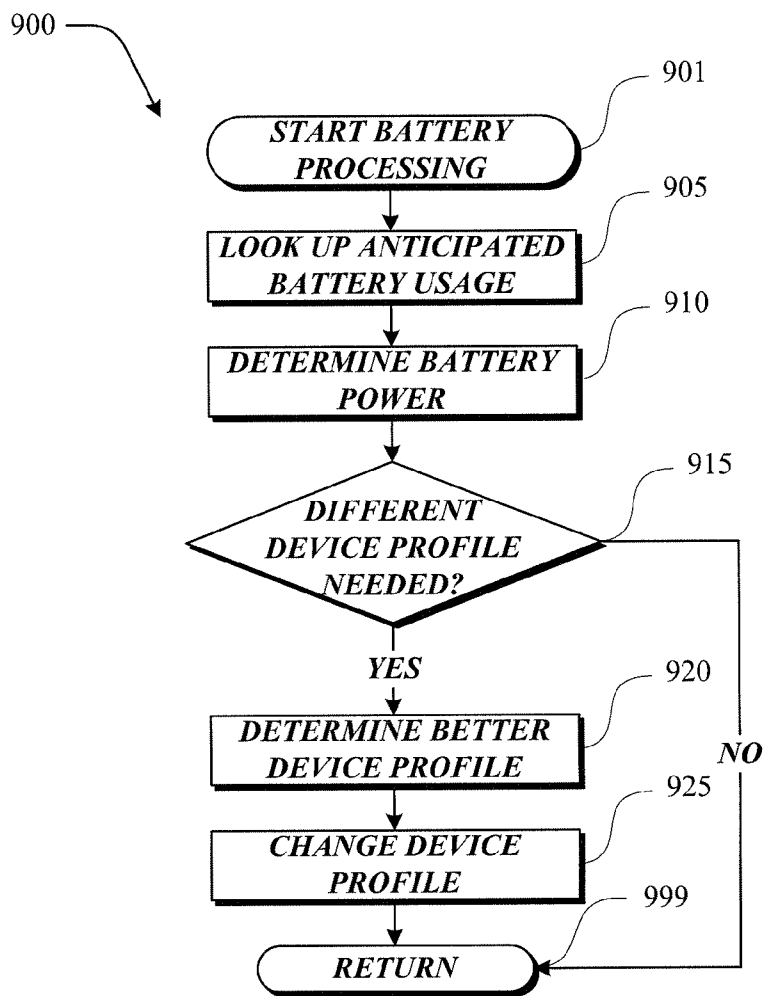 900
901
START BATTERY
PROCESSING
905
LOOK UP ANTICIPATED
BATTERY USAGE
910
DETERMINE BATTERY
POWER
915
DIFFERENT
DEVICE PROFILE
NEEDED?
YES
920
DETERMINE BETTER
DEVICE PROFILE
NO
925
CHANGE DEVICE
PROFILE
999
RETURN